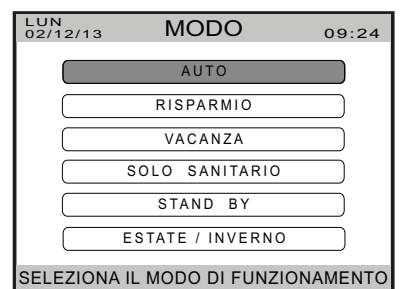 LUN
02/12/13 MODO 09:24
AUTO
RISPARMIO
VACANZA
SOLO SANITARIO
STAND BY
ESTATE / INVERNO
SELEZIONA IL MODO DI FUNZIONAMENTO